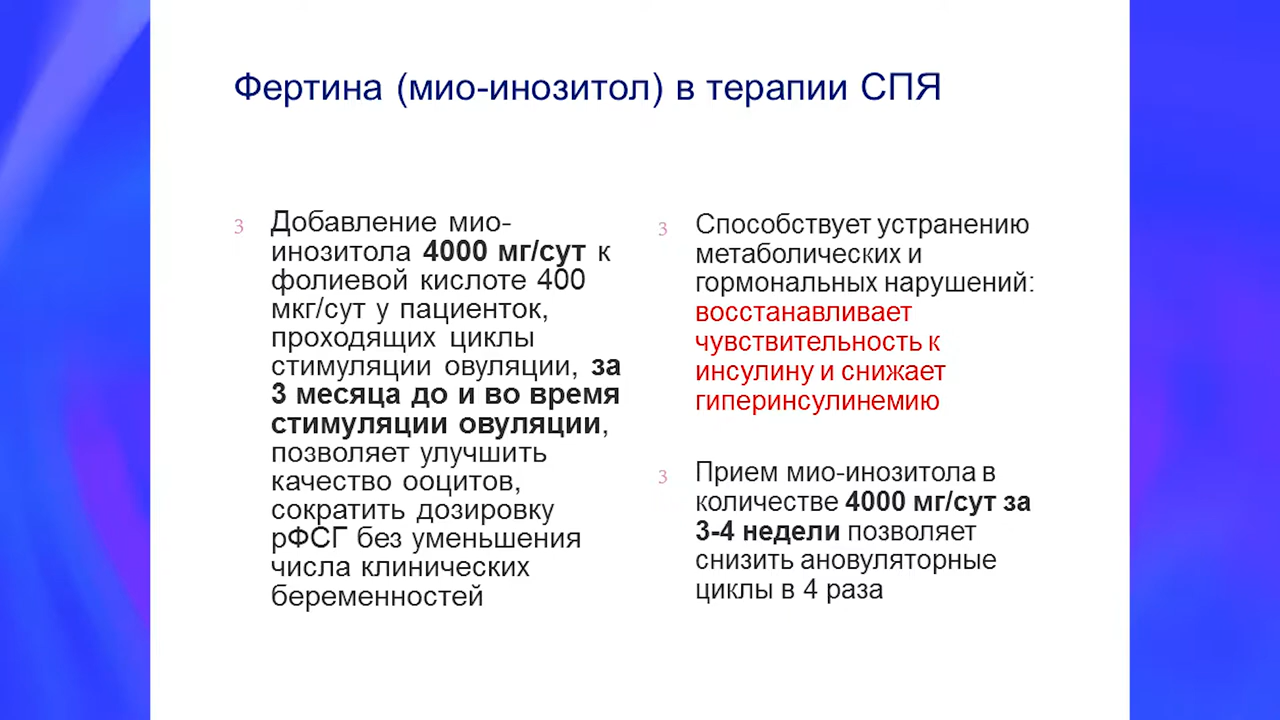 Фертина (мио-инозитол) в терапии СПЯ
Добавление мио-
инозитола 4000 мг/сут к
фолиевой кислоте 400
мкг/сут у пациенток,
проходящих циклы
стимуляции овуляции, за
3 месяца до и во время
стимуляции овуляции,
позволяет улучшить
качество ооцитов,
сократить дозировку
рФСГ без уменьшения
числа клинических
беременностей
Способствует устранению
метаболических и
гормональных нарушений:
восстанавливает
чувствительность к
инсулину и снижает
гиперинсулинемию
Прием мио-инозитола в
количестве 4000 мг/сут за
3-4 недели позволяет
снизить ановуляторные
циклы в 4 раза